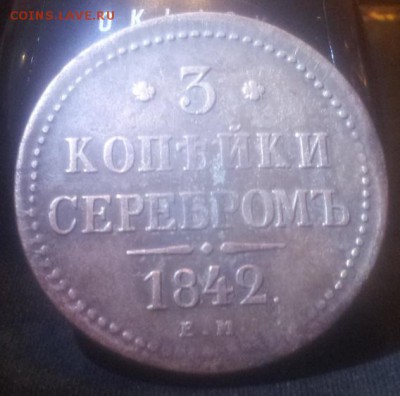 COINS.LAVE.RU
* 3 *
КОПѢЙКИ
СЕРЕБРОМЪ
1842.
Е.М.